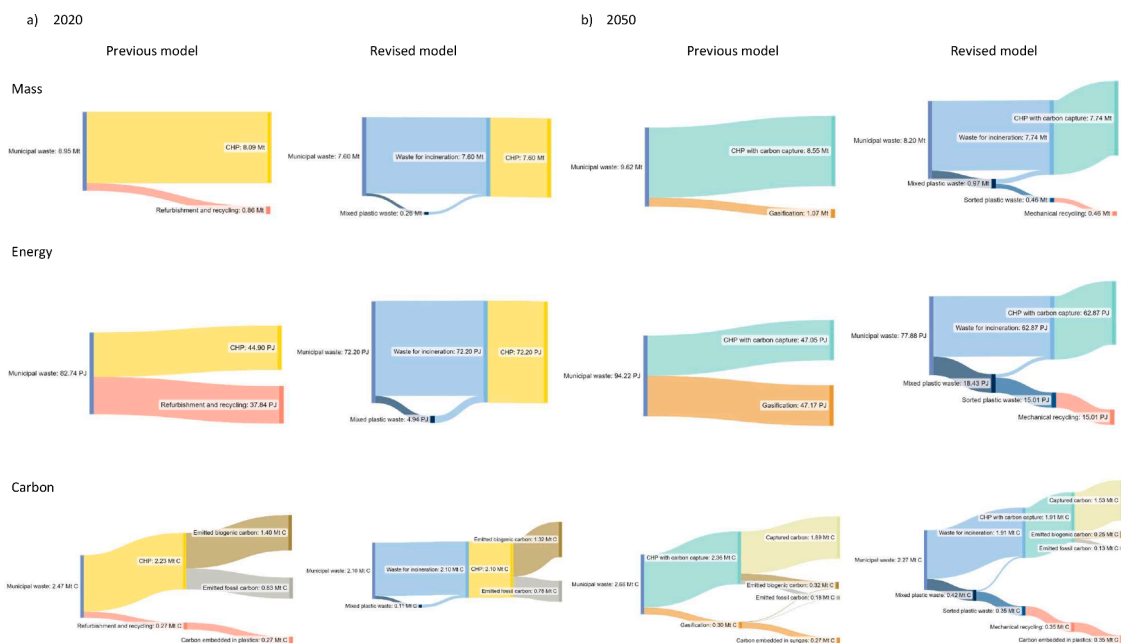 a) 2020
b) 2050
Previous model
Revised model
Previous model
Revised model
Mass
Municipal waste: 8.95 Mt
CHP: 8.09 Mt
Refurbishment and recycling: 0.86 Mt
Municipal waste: 7.60 Mt
Waste for incineration: 7.60 Mt
CHP: 7.60 Mt
Mixed plastic waste: 0.26 Mt
Municipal waste: 9.62 Mt
CHP with carbon capture: 8.55 Mt
Gasification: 1.07 Mt
Municipal waste: 8.20 Mt
CHP with carbon capture: 7.74 Mt
Waste for incineration: 7.74 Mt
Mixed plastic waste: 0.97 Mt
Sorted plastic waste: 0.46 Mt
Mechanical recycling: 0.46 Mt
Energy
Municipal waste: 82.74 PJ
CHP: 44.90 PJ
Refurbishment and recycling: 37.84 PJ
Municipal waste: 72.20 PJ
Waste for incineration: 72.20 PJ
CHP: 72.20 PJ
Mixed plastic waste: 4.94 PJ
Municipal waste: 94.22 PJ
CHP with carbon capture: 47.05 PJ
Gasification: 47.17 PJ
Municipal waste: 77.88 PJ
CHP with carbon capture: 62.87 PJ
Waste for incineration: 62.87 PJ
Mixed plastic waste: 18.43 PJ
Sorted plastic waste: 15.01 PJ
Mechanical recycling: 15.01 PJ
Carbon
Municipal waste: 2.47 Mt C
CHP: 2.23 Mt C
Emitted biogenic carbon: 1.40 Mt C
Emitted fossil carbon: 0.83 Mt C
Refurbishment and recycling: 0.27 Mt C
Carbon embedded in plastics: 0.27 Mt C
Municipal waste: 2.10 Mt C
Waste for incineration: 2.10 Mt C
CHP: 2.10 Mt C
Emitted biogenic carbon: 1.32 Mt C
Emitted fossil carbon: 0.78 Mt C
Mixed plastic waste: 0.11 Mt C
Municipal waste: 2.66 Mt C
CHP with carbon capture: 2.36 Mt C
Captured carbon: 1.89 Mt C
Emitted biogenic carbon: 0.32 Mt C
Emitted fossil carbon: 0.18 Mt C
Gasification: 0.30 Mt C
Carbon embedded in syngas: 0.27 Mt C
Municipal waste: 2.27 Mt C
Captured carbon: 1.53 Mt C
CHP with carbon capture: 1.91 Mt C
Waste for incineration: 1.91 Mt C
Emitted biogenic carbon: 0.25 Mt C
Emitted fossil carbon: 0.13 Mt C
Mixed plastic waste: 0.42 Mt C
Sorted plastic waste: 0.35 Mt C
Mechanical recycling: 0.35 Mt C
Carbon embedded in plastics: 0.35 Mt C